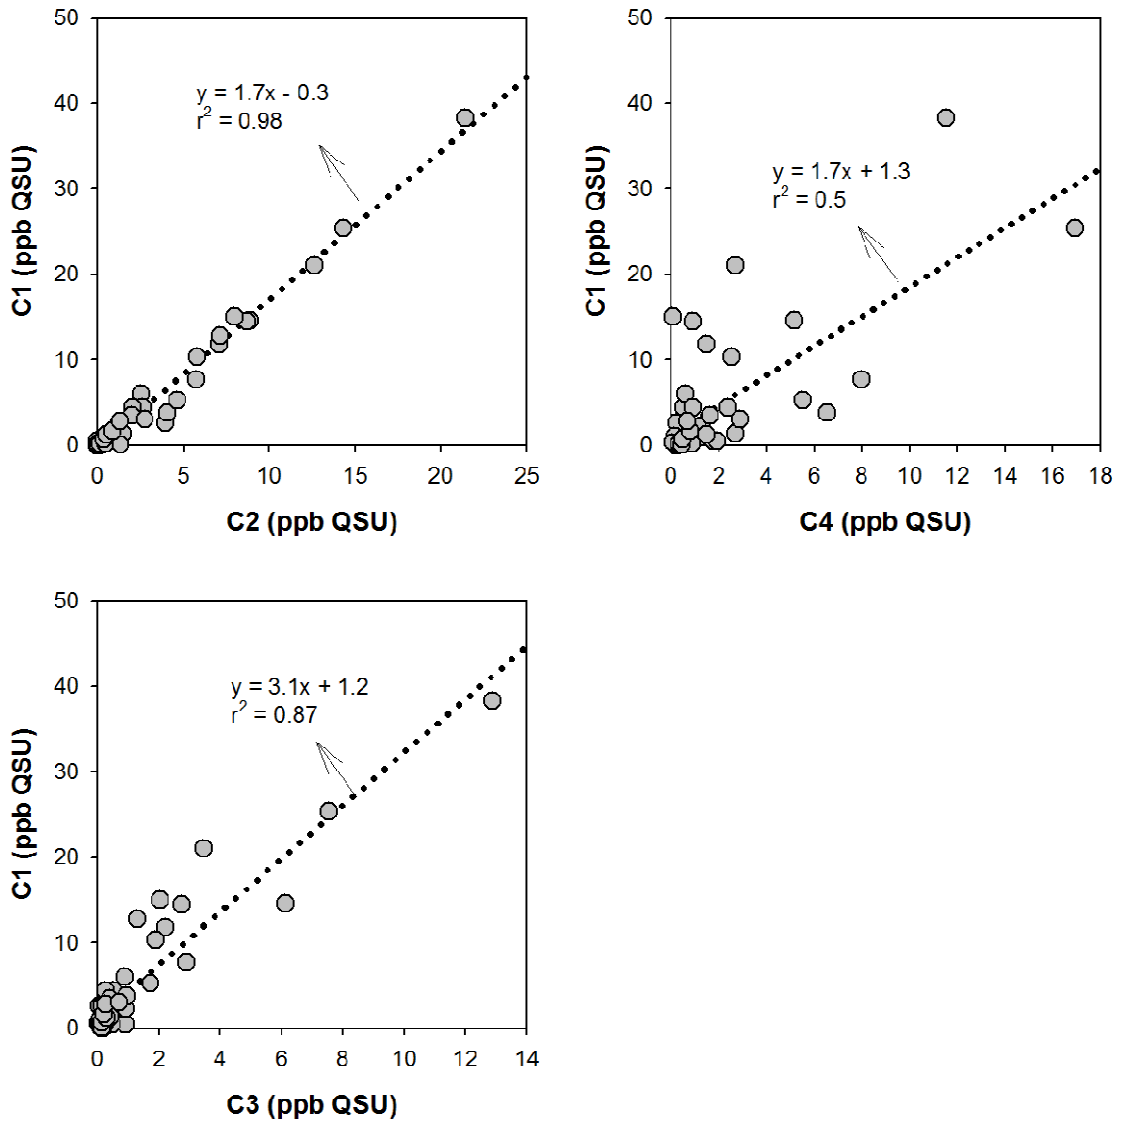 50
40
30
20
10
0
C1 (ppb QSU)
y = 1.7x - 0.3
r² = 0.98
0 5 10 15 20 25
C2 (ppb QSU)
50
40
30
20
10
0
C1 (ppb QSU)
y = 1.7x + 1.3
r² = 0.5
0 2 4 6 8 10 12 14 16 18
C4 (ppb QSU)
50
40
30
20
10
0
C1 (ppb QSU)
y = 3.1x + 1.2
r² = 0.87
0 2 4 6 8 10 12 14
C3 (ppb QSU)